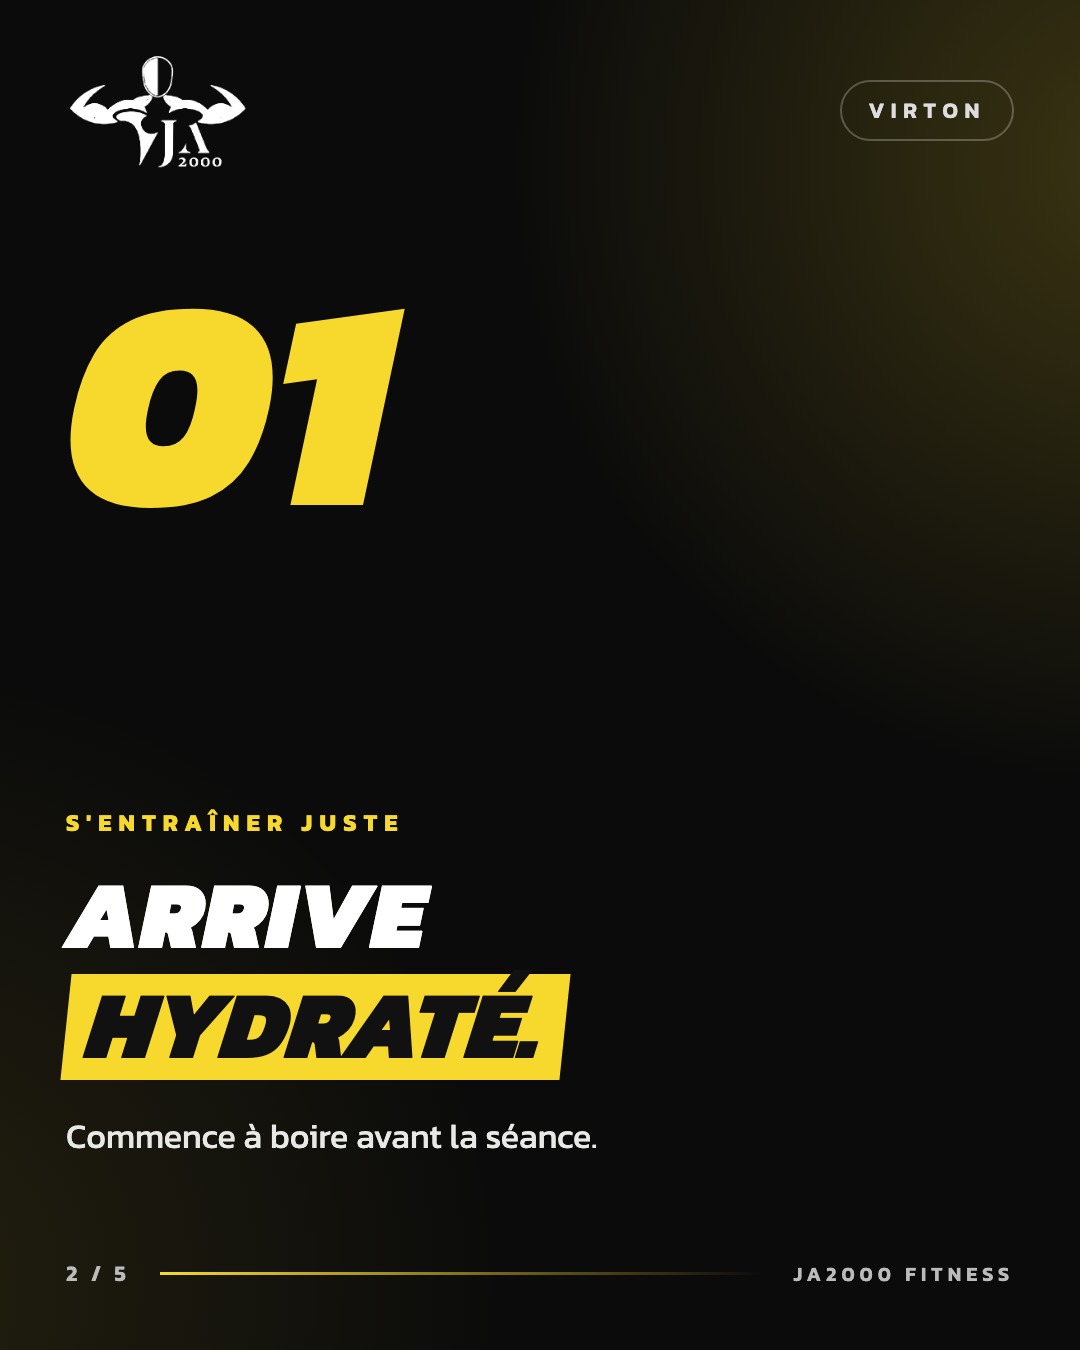 JA
2000
VIRTON
01
S'ENTRAÎNER JUSTE
ARRIVE
HYDRATÉ.
Commence à boire avant la séance.
2 / 5
JA2000 FITNESS